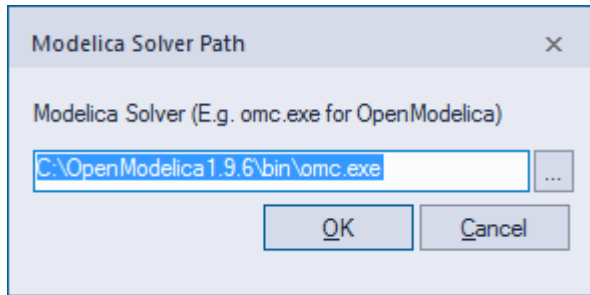 Modelica Solver Path
Modelica Solver (E.g. omc.exe for OpenModelica)
C:\OpenModelica1.9.6\bin\omc.exe
...
OK
Cancel